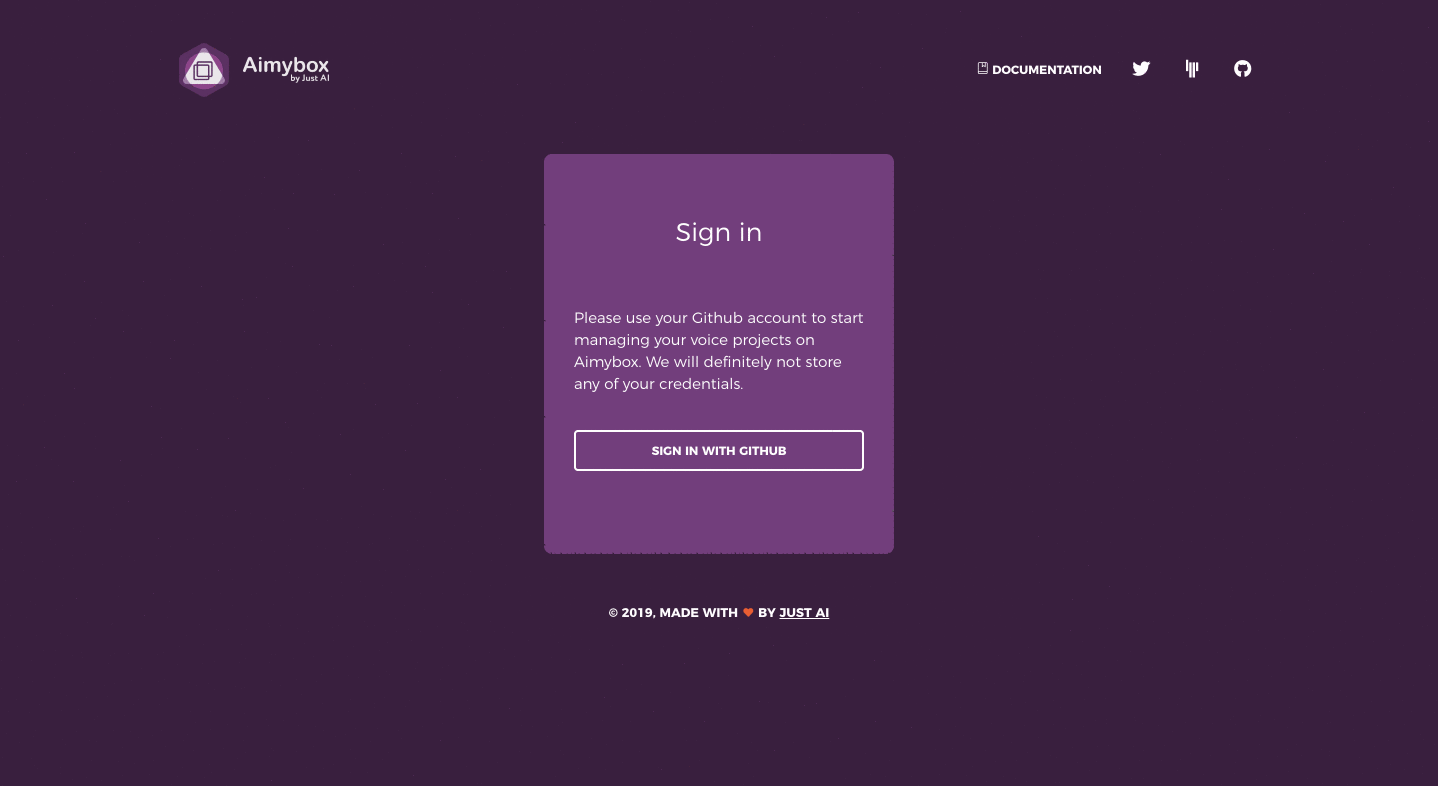 Aimybox
by Just AI
DOCUMENTATION
Sign in
Please use your Github account to start
managing your voice projects on
Aimybox. We will definitely not store
any of your credentials.
SIGN IN WITH GITHUB
© 2019, MADE WITH ❤ BY JUST AI